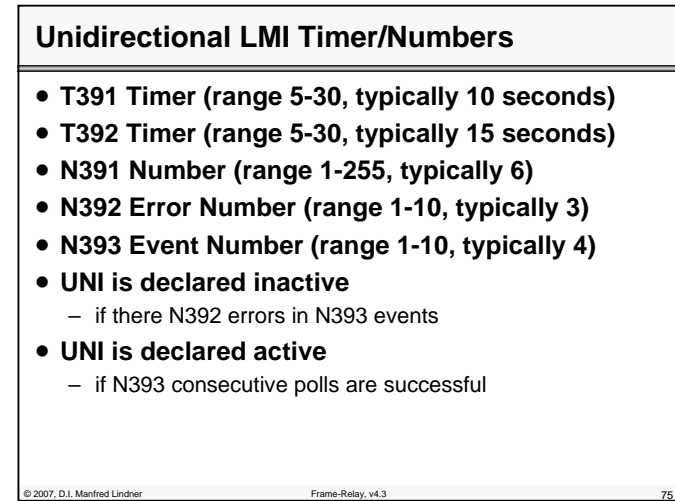 Unidirectional LMI Timer/Numbers
• T391 Timer (range 5-30, typically 10 seconds)
• T392 Timer (range 5-30, typically 15 seconds)
• N391 Number (range 1-255, typically 6)
• N392 Error Number (range 1-10, typically 3)
• N393 Event Number (range 1-10, typically 4)
• UNI is declared inactive
– if there N392 errors in N393 events
• UNI is declared active
– if N393 consecutive polls are successful
© 2007, D.I. Manfred Lindner Frame-Relay, v4.3 75